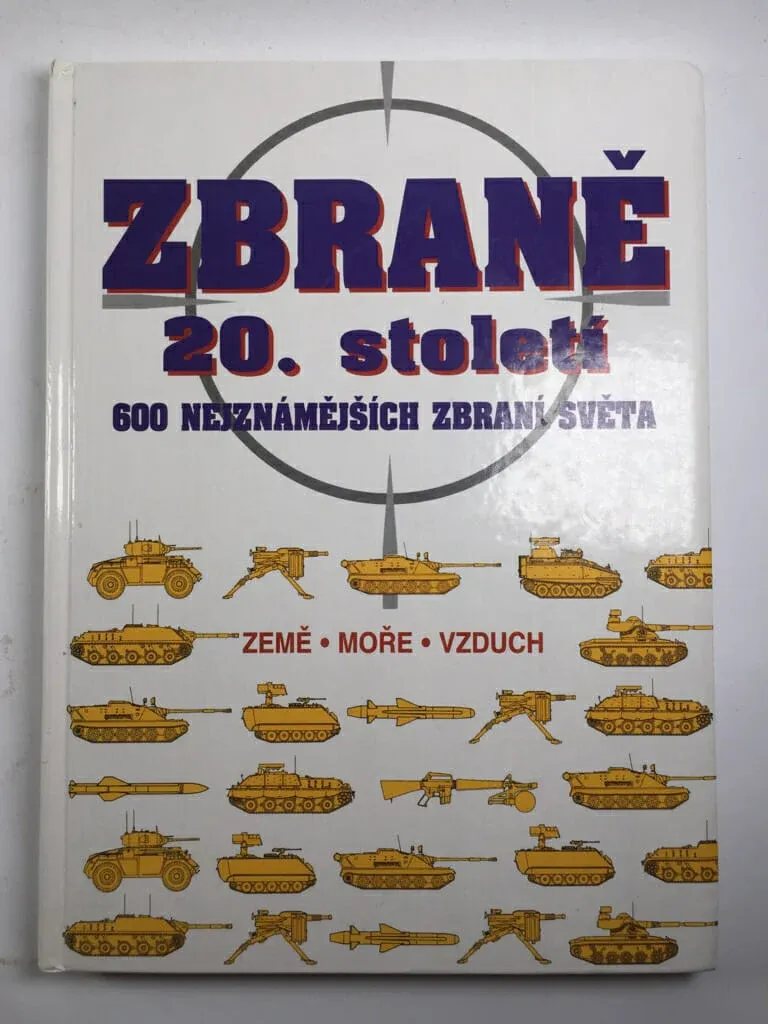 ZBRANĚ
20. století
600 NEJZNÁMĚJŠÍCH ZBRANÍ SVĚTA
ZEMĚ • MOŘE • VZDUCH